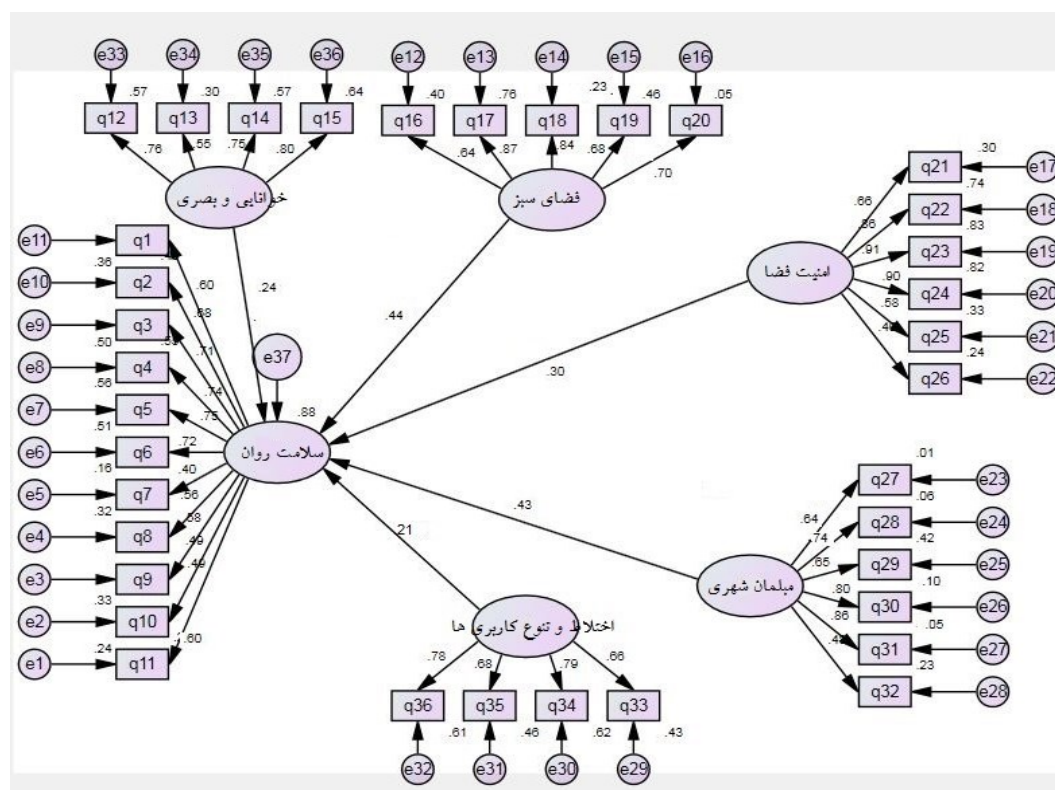 e33 e34 e35 e36 e12 e13 e14 e15 e16
.57 .30 .57 .64 .40 .76 .23 .46 .05
q12 q13 q14 q15 q16 q17 q18 q19 q20
.76 .55 .75 .80 .64 .87 .84 .68 .70
خوانایی و بصری
فضای سبز
.30
q21 e17
.74
q22 e18
.83
q23 e19
.82
q24 e20
.33
q25 e21
.24
q26 e22
.66
.86
.91
.90
.58
امنیت فضا
e11 q1
.36
e10 q2
e9 q3
.50
e8 q4
.56
e7 q5
.51
e6 q6
.16
e5 q7
.32
e4 q8
e3 q9
.33
e2 q10
.24
e1 q11
.60
.68
.71
.74
.75
.72
.40
.56
.58
.49
.49
.60
.24
.44
.30
e37
.88
سلامت روان
.43
.21
.01
q27 e23
.06
q28 e24
.42
q29 e25
.10
q30 e26
.05
q31 e27
.23
q32 e28
.64
.74
.65
.80
.86
مبلمان شهری
اختلاط و تنوع کاربری ها
.78 .68 .79 .66
q36 q35 q34 q33
.61 .46 .62 .43
e32 e31 e30 e29